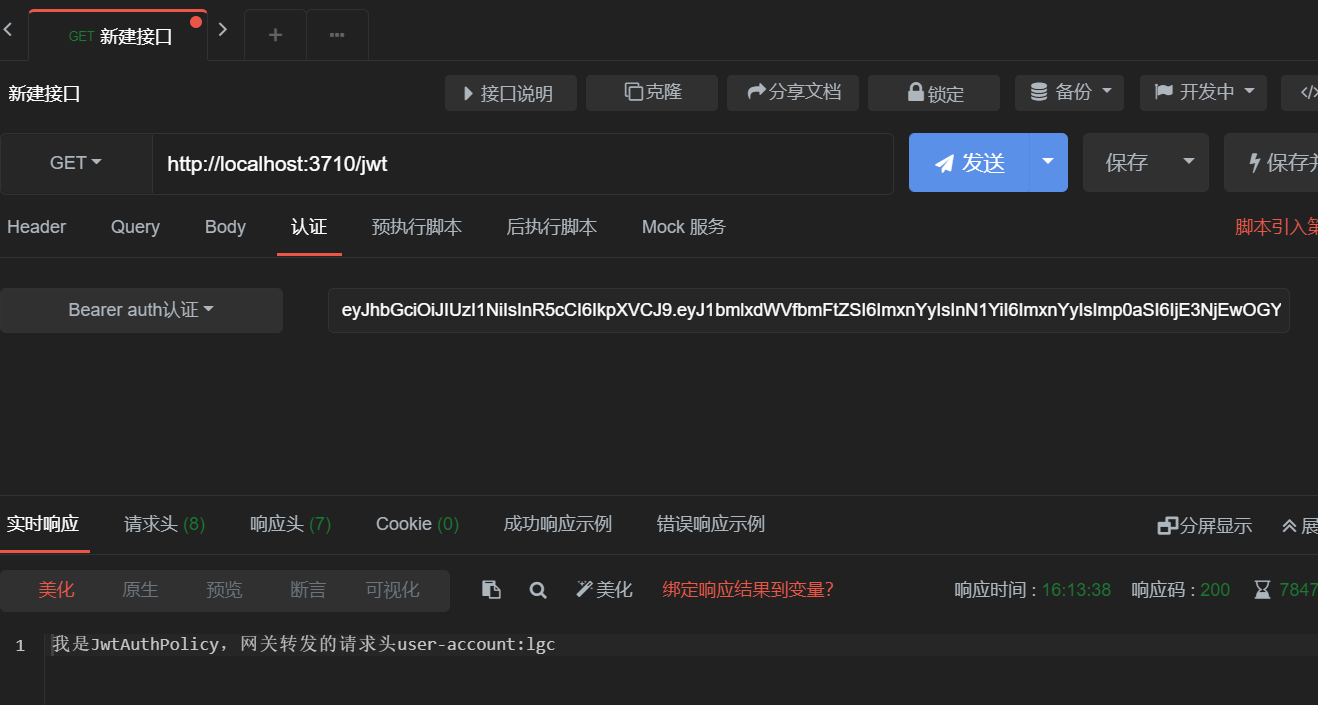 GET 新建接口
新建接口 接口说明 克隆 分享文档 锁定 备份 开发中
GET http://localhost:3710/jwt 发送 保存
Header Query Body 认证 预执行脚本 后执行脚本 Mock 服务 脚本引入第
Bearer auth认证 eyJhbGciOiJIUzI1NiIsInR5cCI6IkpXVCJ9.eyJ1bmlxdWVfbmFtZSI6ImxnYyIsInN1YiI6ImxnYyIsImp0aSI6IjE3NjEwOGY
实时响应 请求头 (8) 响应头 (7) Cookie (0) 成功响应示例 错误响应示例 分屏显示 展
美化 原生 预览 断言 可视化 美化 绑定响应结果到变量? 响应时间 : 16:13:38 响应码 : 200 7847
1 我是JwtAuthPolicy，网关转发的请求头user-account:lgc